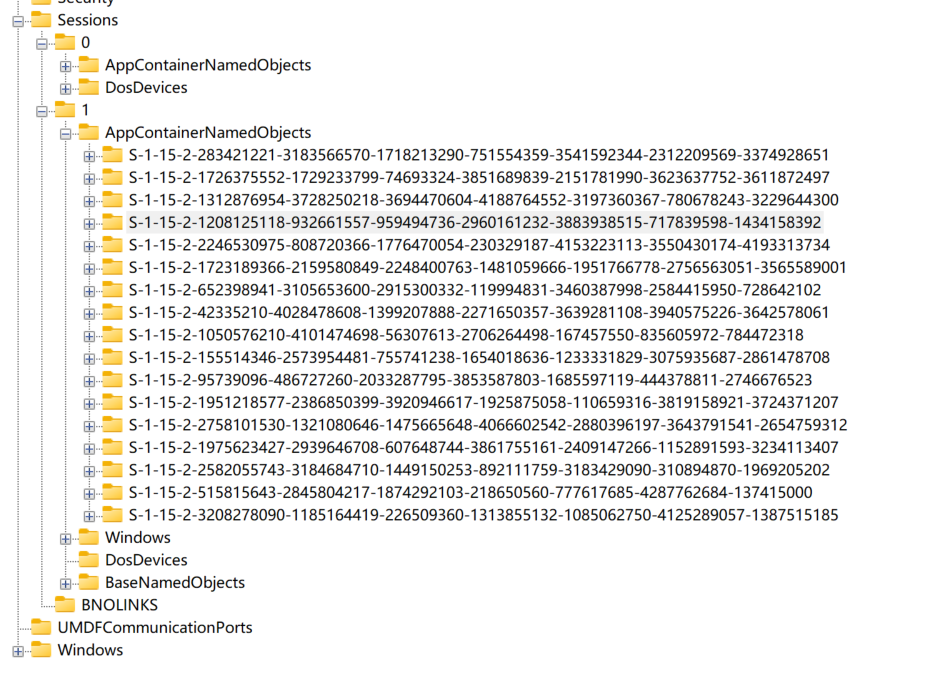 Security
Sessions
0
AppContainerNamedObjects
DosDevices
1
AppContainerNamedObjects
S-1-15-2-283421221-3183566570-1718213290-751554359-3541592344-2312209569-3374928651
S-1-15-2-1726375552-1729233799-74693324-3851689839-2151781990-3623637752-3611872497
S-1-15-2-1312876954-3728250218-3694470604-4188764552-3197360367-780678243-3229644300
S-1-15-2-1208125118-932661557-959494736-2960161232-3883938515-717839598-1434158392
S-1-15-2-2246530975-808720366-1776470054-230329187-4153223113-3550430174-4193313734
S-1-15-2-1723189366-2159580849-2248400763-1481059666-1951766778-2756563051-3565589001
S-1-15-2-652398941-3105653600-2915300332-119994831-3460387998-2584415950-728642102
S-1-15-2-42335210-4028478608-1399207888-2271650357-3639281108-3940575226-3642578061
S-1-15-2-1050576210-4101474698-56307613-2706264498-167457550-835605972-784472318
S-1-15-2-155514346-2573954481-755741238-1654018636-1233331829-3075935687-2861478708
S-1-15-2-95739096-486727260-2033287795-3853587803-1685597119-444378811-2746676523
S-1-15-2-1951218577-2386850399-3920946617-1925875058-110659316-3819158921-3724371207
S-1-15-2-2758101530-1321080646-1475665648-4066602542-2880396197-3643791541-2654759312
S-1-15-2-1975623427-2939646708-607648744-3861755161-2409147266-1152891593-3234113407
S-1-15-2-2582055743-3184684710-1449150253-892111759-3183429090-310894870-1969205202
S-1-15-2-515815643-2845804217-1874292103-218650560-777617685-4287762684-137415000
S-1-15-2-3208278090-1185164419-226509360-1313855132-1085062750-4125289057-1387515185
Windows
DosDevices
BaseNamedObjects
BNOLINKS
UMDFCommunicationPorts
Windows